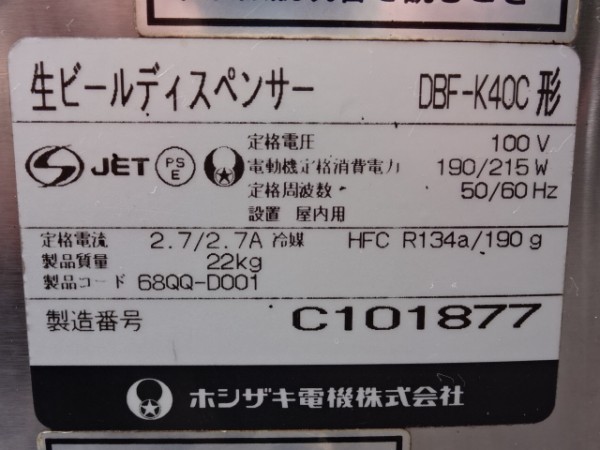 生ビールディスペンサー DBF-K40C 形
JET PSE 定格電圧 100 V
電動機定格消費電力 190/215 W
定格周波数 50/60 Hz
設置 屋内用
定格電流 2.7/2.7A 冷媒 HFC R134a/190 g
製品質量 22kg
製品コード 68QQ-D001
製造番号 C101877
ホシザキ電機株式会社